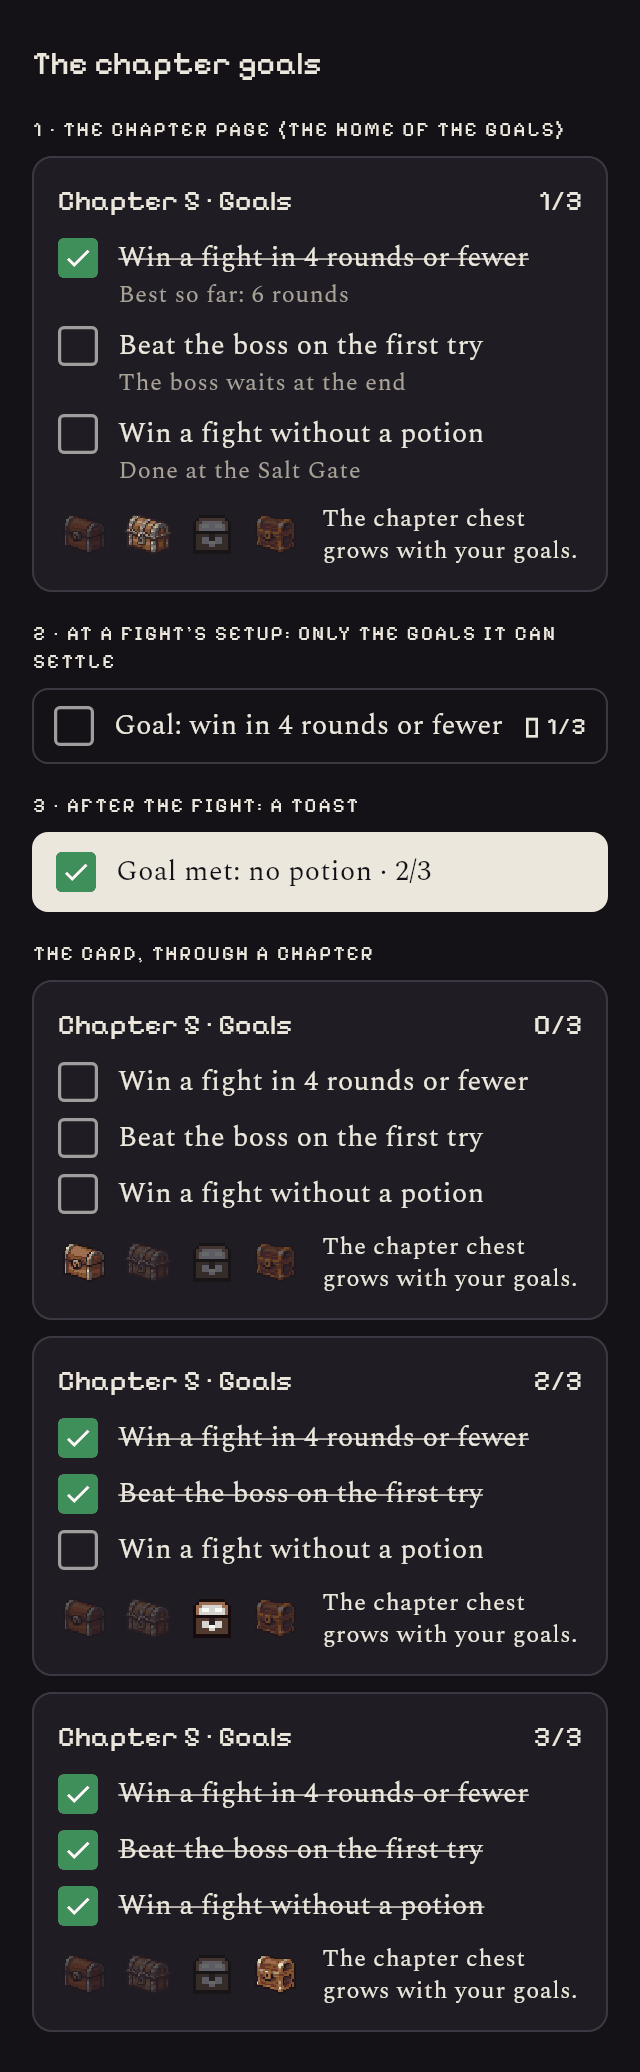 The chapter goals
1 · THE CHAPTER PAGE (THE HOME OF THE GOALS)
Chapter 8 · Goals 1/3
Win a fight in 4 rounds or fewer
Best so far: 6 rounds
Beat the boss on the first try
The boss waits at the end
Win a fight without a potion
Done at the Salt Gate
The chapter chest
grows with your goals.
2 · AT A FIGHT'S SETUP: ONLY THE GOALS IT CAN
SETTLE
Goal: win in 4 rounds or fewer ▯ 1/3
3 · AFTER THE FIGHT: A TOAST
Goal met: no potion · 2/3
THE CARD, THROUGH A CHAPTER
Chapter 8 · Goals 0/3
Win a fight in 4 rounds or fewer
Beat the boss on the first try
Win a fight without a potion
The chapter chest
grows with your goals.
Chapter 8 · Goals 2/3
Win a fight in 4 rounds or fewer
Beat the boss on the first try
Win a fight without a potion
The chapter chest
grows with your goals.
Chapter 8 · Goals 3/3
Win a fight in 4 rounds or fewer
Beat the boss on the first try
Win a fight without a potion
The chapter chest
grows with your goals.